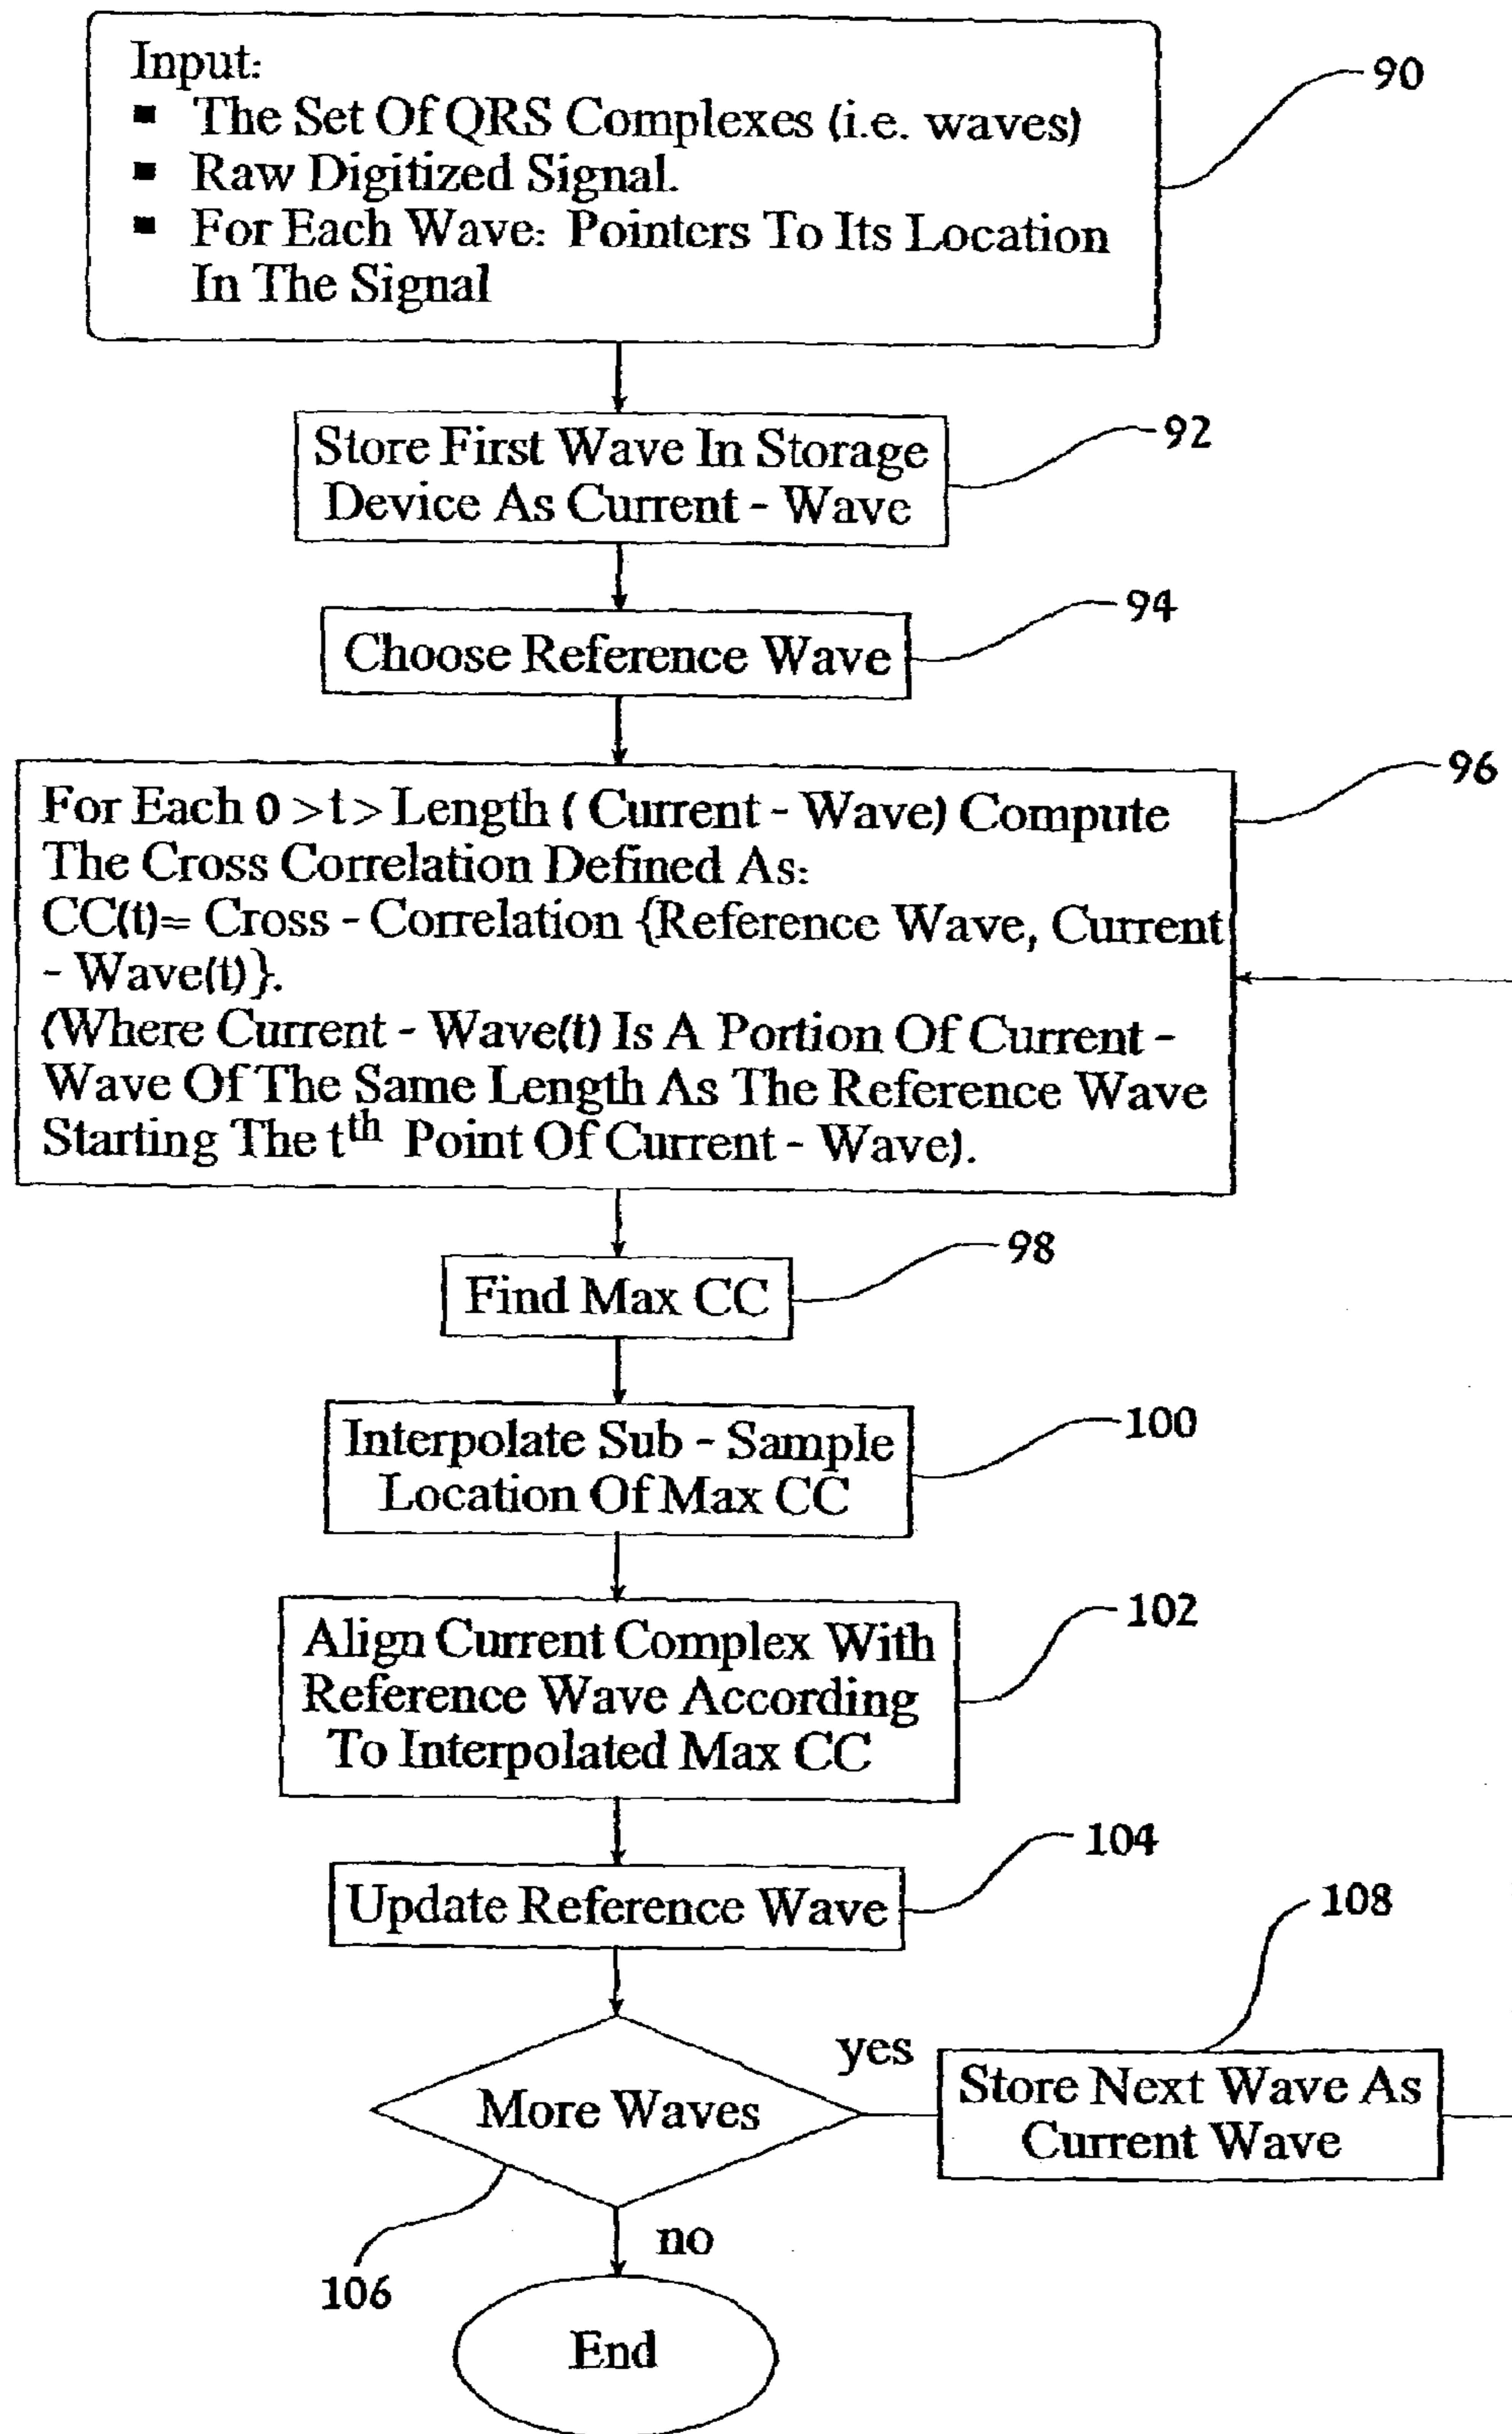 Input:
▪ The Set Of QRS Complexes (i.e. waves)
▪ Raw Digitized Signal.
▪ For Each Wave: Pointers To Its Location
In The Signal
90
Store First Wave In Storage
Device As Current - Wave
92
Choose Reference Wave
94
For Each 0 >t> Length ( Current - Wave) Compute
The Cross Correlation Defined As:
CC(t)= Cross - Correlation {Reference Wave, Current
- Wave(t)}.
(Where Current - Wave(t) Is A Portion Of Current -
Wave Of The Same Length As The Reference Wave
Starting The tth Point Of Current - Wave).
96
Find Max CC
98
Interpolate Sub - Sample
Location Of Max CC
100
Align Current Complex With
Reference Wave According
To Interpolated Max CC
102
Update Reference Wave
104
More Waves
106
yes
Store Next Wave As
Current Wave
108
no
End